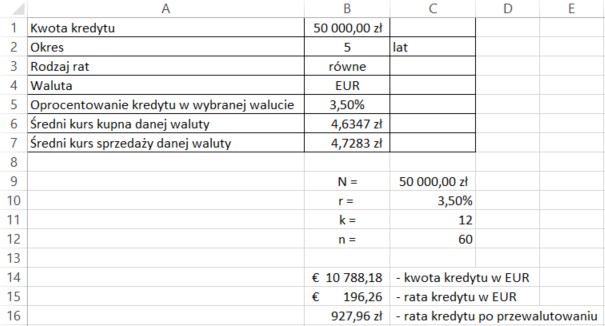 A B C D E
1 Kwota kredytu 50 000,00 zł
2 Okres 5 lat
3 Rodzaj rat równe
4 Waluta EUR
5 Oprocentowanie kredytu w wybranej walucie 3,50%
6 Średni kurs kupna danej waluty 4,6347 zł
7 Średni kurs sprzedaży danej waluty 4,7283 zł
8
9 N = 50 000,00 zł
10 r = 3,50%
11 k = 12
12 n = 60
13
14 € 10 788,18 - kwota kredytu w EUR
15 € 196,26 - rata kredytu w EUR
16 927,96 zł - rata kredytu po przewalutowaniu